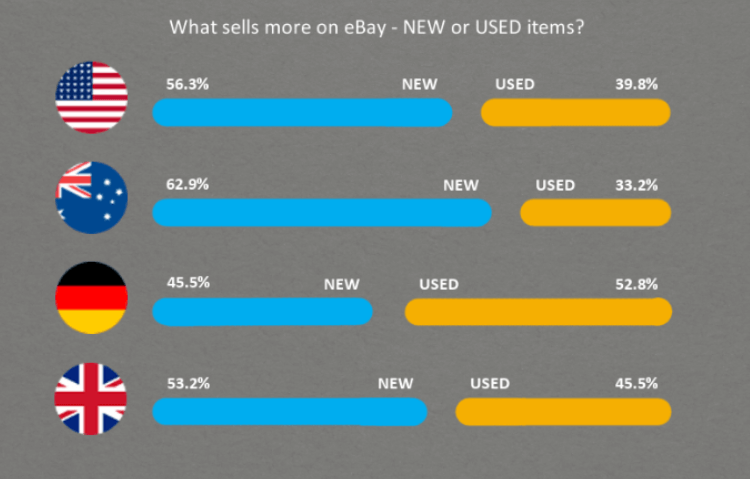 What sells more on eBay - NEW or USED items?
56.3% NEW USED 39.8%
62.9% NEW USED 33.2%
45.5% NEW USED 52.8%
53.2% NEW USED 45.5%